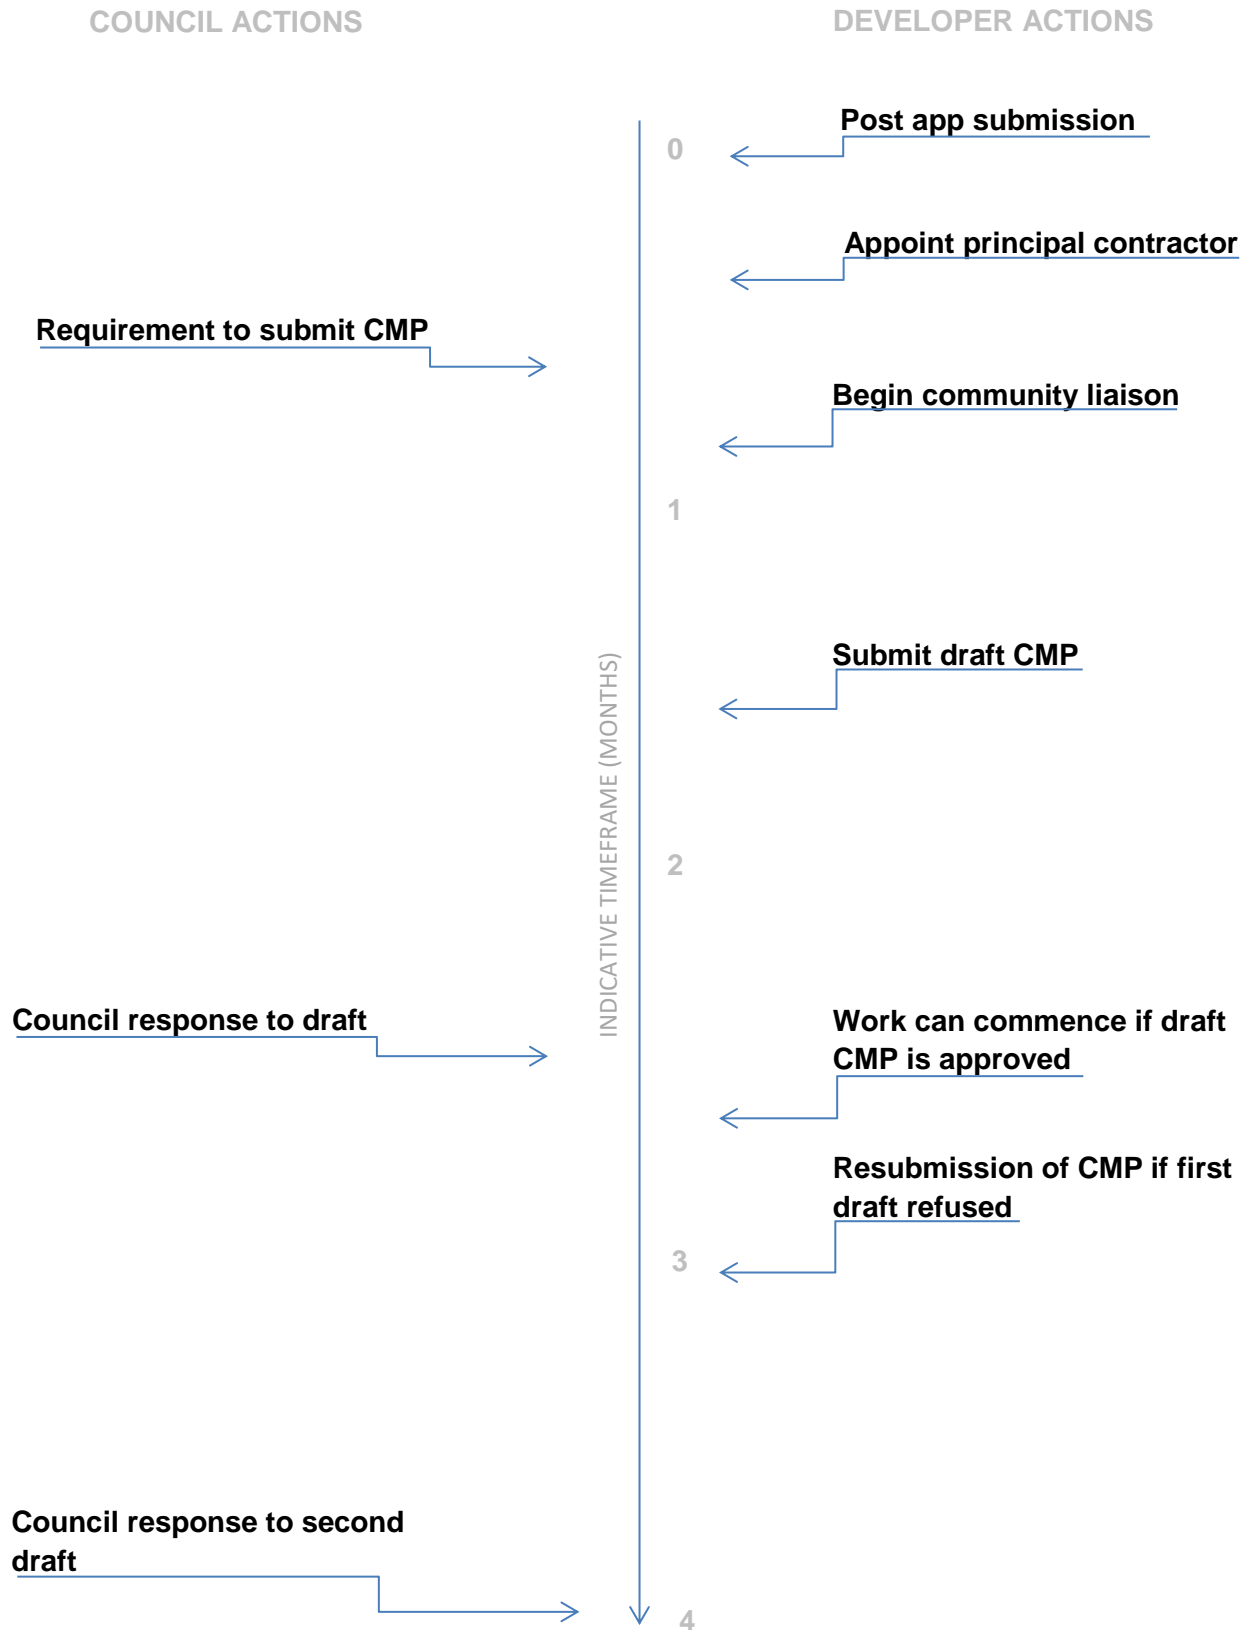 COUNCIL ACTIONS
DEVELOPER ACTIONS
Post app submission
0
Appoint principal contractor
Requirement to submit CMP
Begin community liaison
1
Submit draft CMP
INDICATIVE TIMEFRAME (MONTHS)
2
Council response to draft
Work can commence if draft
CMP is approved
Resubmission of CMP if first
draft refused
3
Council response to second
draft
4